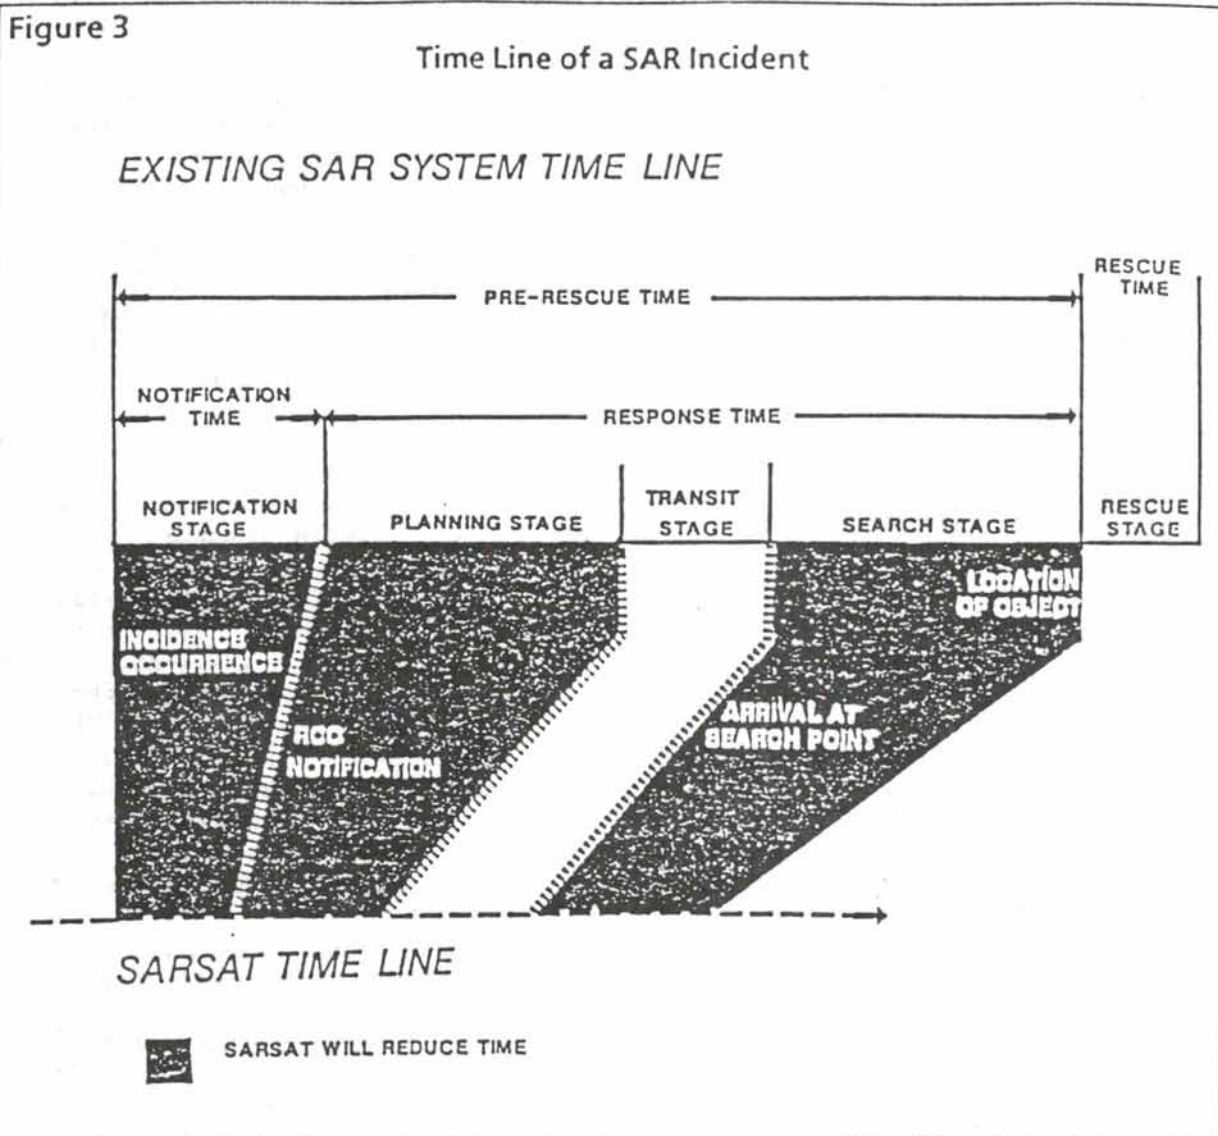 Figure 3
Time Line of a SAR Incident
EXISTING SAR SYSTEM TIME LINE
RESCUE
TIME
PRE-RESCUE TIME
NOTIFICATION
TIME
RESPONSE TIME
NOTIFICATION
STAGE
PLANNING STAGE
TRANSIT
STAGE
SEARCH STAGE
RESCUE
STAGE
LOCATION
OF OBJECT
INCIDENCE
OCCURRENCE
RCC
NOTIFICATION
ARRIVAL AT
SEARCH POINT
SARSAT TIME LINE
SARSAT WILL REDUCE TIME